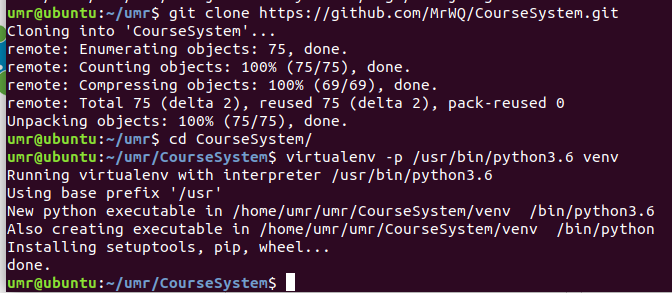 umr@ubuntu:~/umr$ git clone https://github.com/MrWQ/CourseSystem.git
Cloning into 'CourseSystem'...
remote: Enumerating objects: 75, done.
remote: Counting objects: 100% (75/75), done.
remote: Compressing objects: 100% (69/69), done.
remote: Total 75 (delta 2), reused 75 (delta 2), pack-reused 0
Unpacking objects: 100% (75/75), done.
umr@ubuntu:~/umr$ cd CourseSystem/
umr@ubuntu:~/umr/CourseSystem$ virtualenv -p /usr/bin/python3.6 venv
Running virtualenv with interpreter /usr/bin/python3.6
Using base prefix '/usr'
New python executable in /home/umr/umr/CourseSystem/venv  /bin/python3.6
Also creating executable in /home/umr/umr/CourseSystem/venv  /bin/python
Installing setuptools, pip, wheel...
done.
umr@ubuntu:~/umr/CourseSystem$